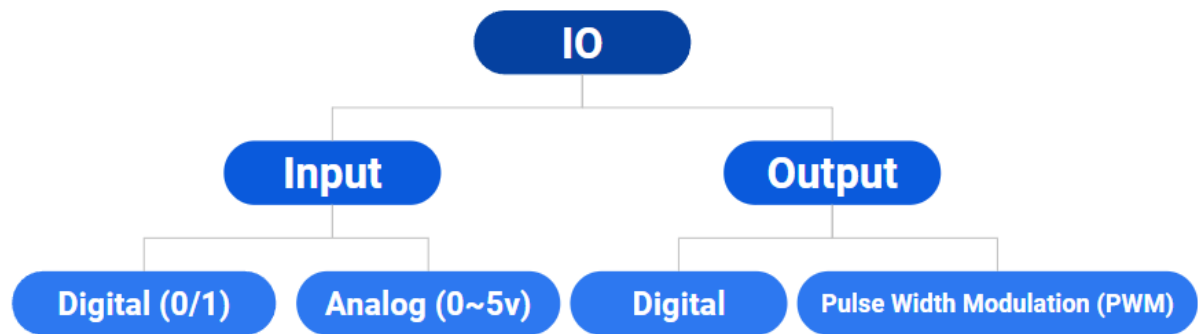 IO
Input
Output
Digital (0/1)
Analog (0~5v)
Digital
Pulse Width Modulation (PWM)